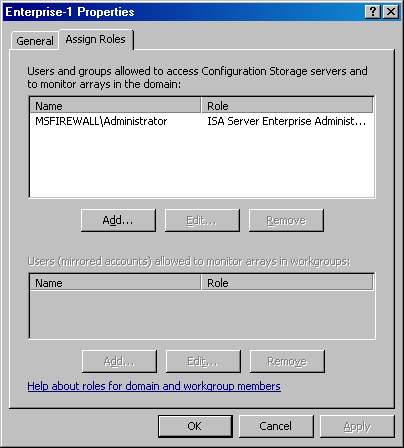 Enterprise-1 Properties
General
Assign Roles
Users and groups allowed to access Configuration Storage servers and
to monitor arrays in the domain:
Name Role
MSFIREWALL\Administrator ISA Server Enterprise Administ...
Add... Edit... Remove
Users (mirrored accounts) allowed to monitor arrays in workgroups:
Name Role
Add... Edit... Remove
Help about roles for domain and workgroup members
OK Cancel Apply